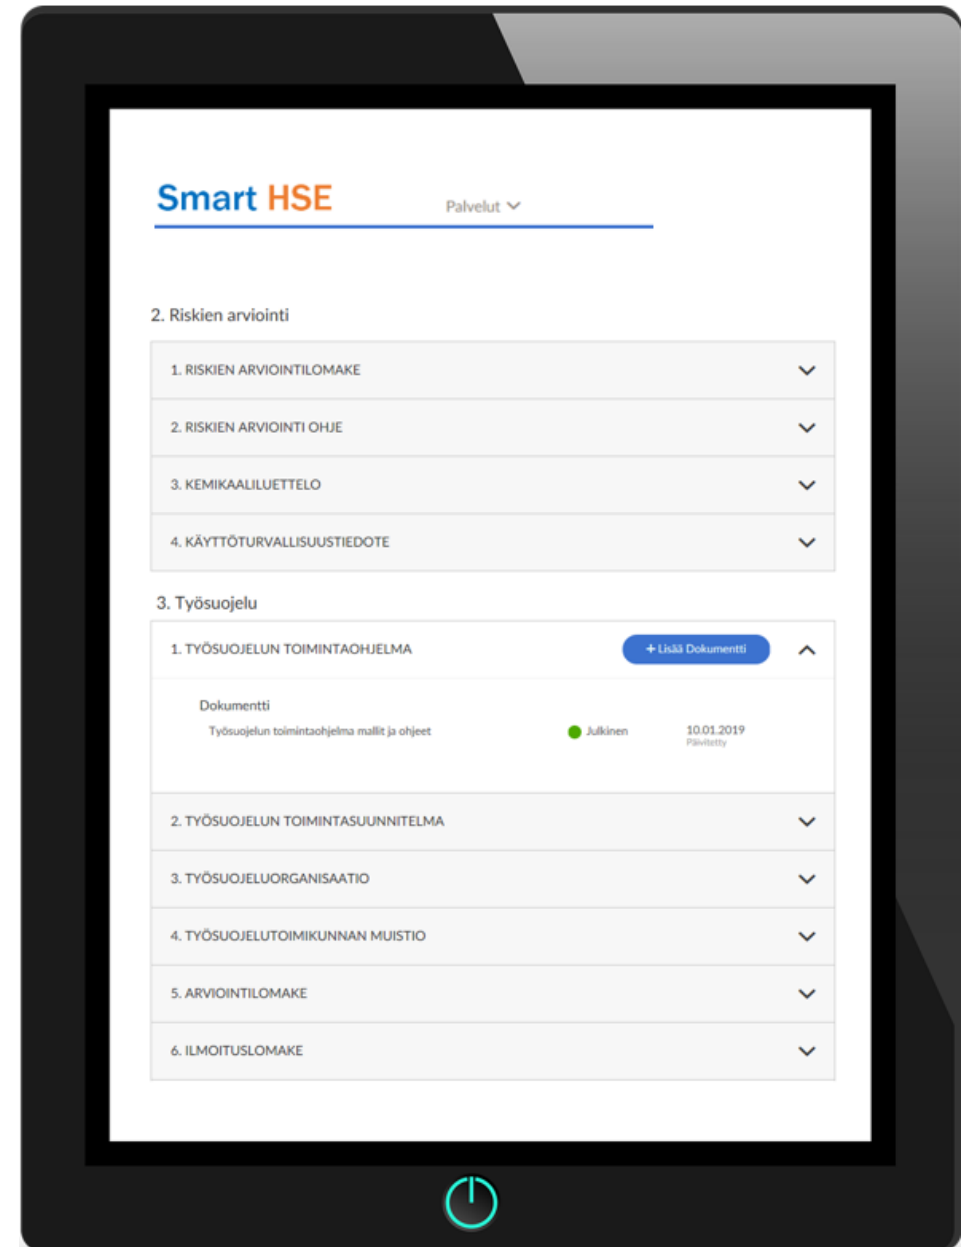 Smart HSE
Palvelut
2. Riskien arviointi
1. RISKIEN ARVIOINTILOMAKE
2. RISKIEN ARVIOINTI OHJE
3. KEMIKAALILUETTELO
4. KÄYTTÖTURVALLISUUSTIEDOTE
3. Työsuojelu
1. TYÖSUOJELUN TOIMINTAOHJELMA
+ Lisää Dokumentti
Dokumentti
Työsuojelun toimintaohjelma mallit ja ohjeet
Julkinen
10.01.2019
Päivitetty
2. TYÖSUOJELUN TOIMINTASUUNNITELMA
3. TYÖSUOJELUORGANISAATIO
4. TYÖSUOJELUTOIMIKUNNAN MUISTIO
5. ARVIOINTILOMAKE
6. ILMOITUSLOMAKE